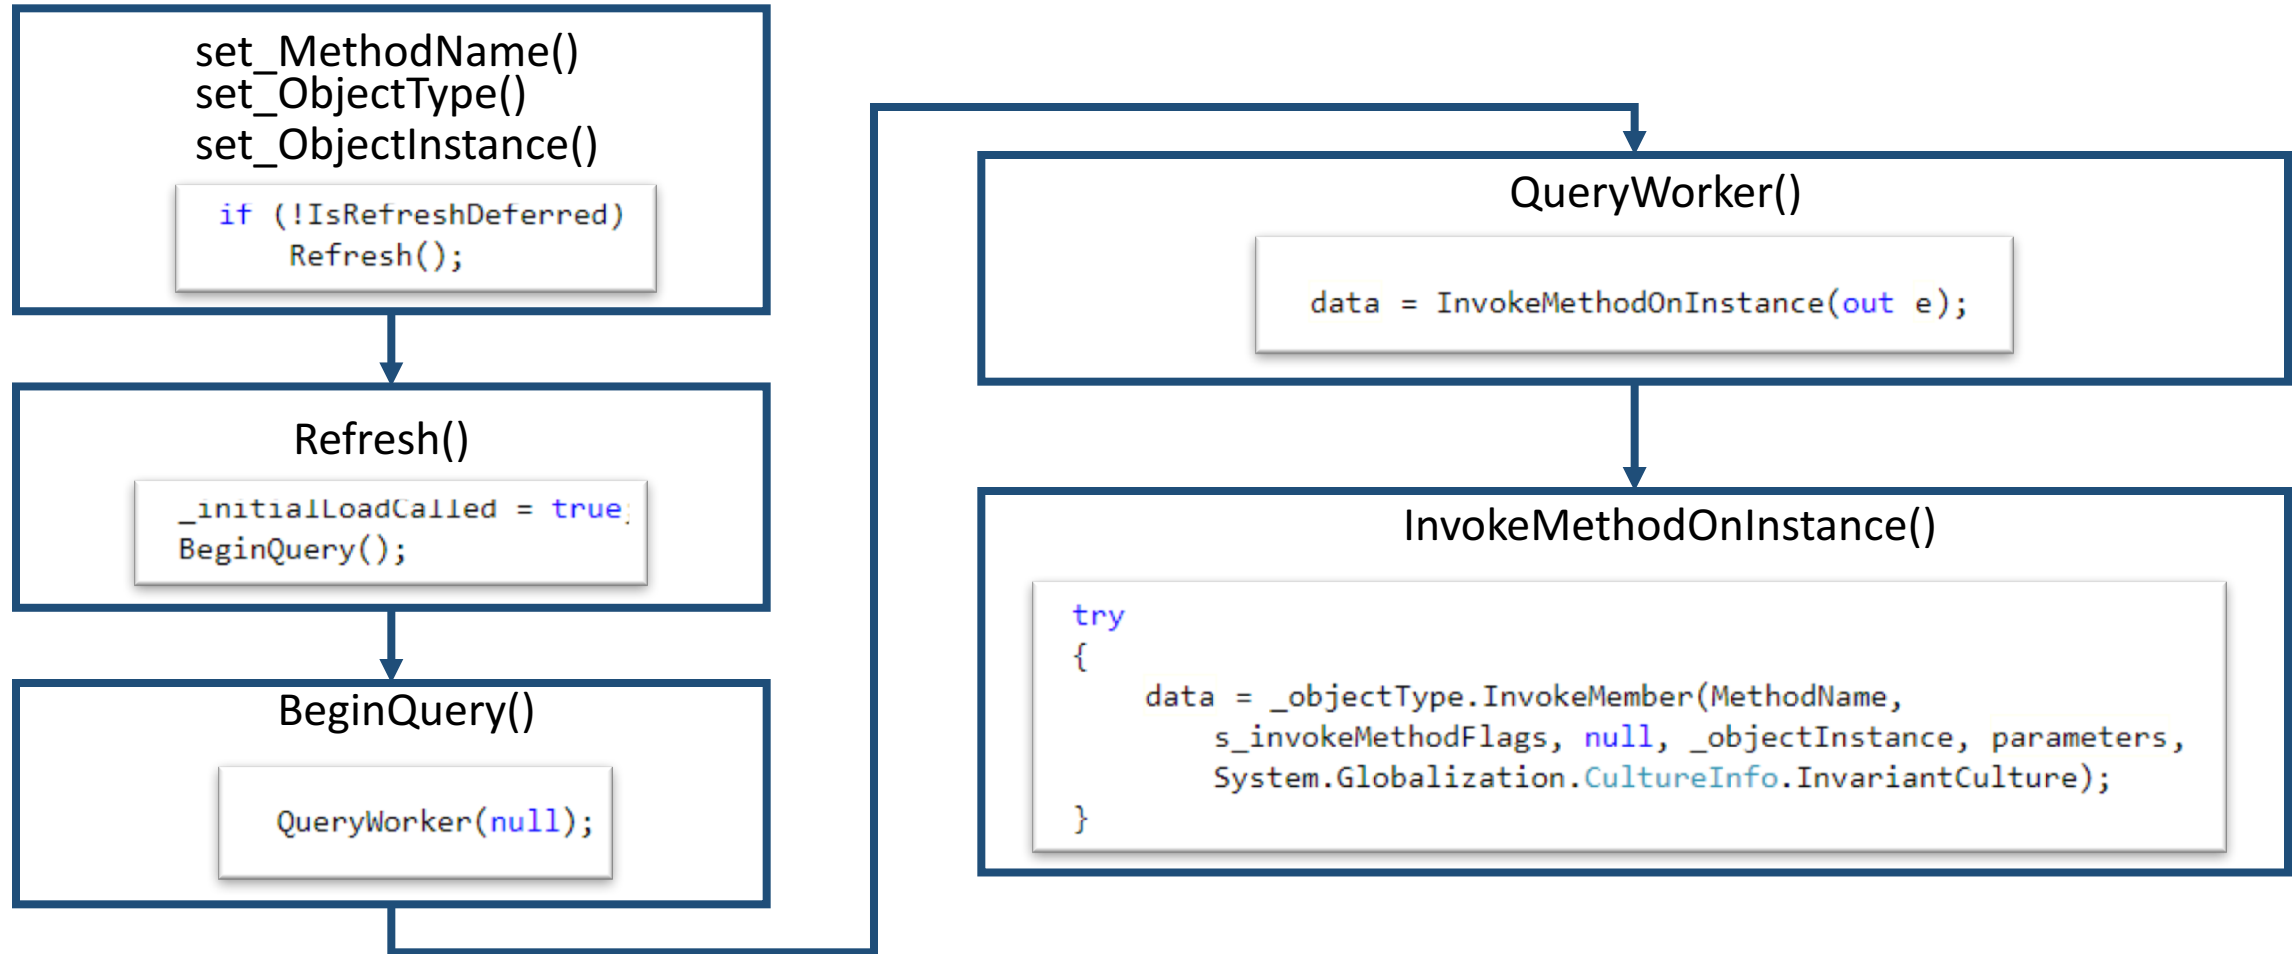 set_MethodName()
set_ObjectType()
set_ObjectInstance()
if (!IsRefreshDeferred)
Refresh();
Refresh()
_initialLoadCalled = true;
BeginQuery();
BeginQuery()
QueryWorker(null);
QueryWorker()
data = InvokeMethodOnInstance(out e);
InvokeMethodOnInstance()
try
{
data = _objectType.InvokeMember(MethodName,
s_invokeMethodFlags, null, _objectInstance, parameters,
System.Globalization.CultureInfo.InvariantCulture);
}